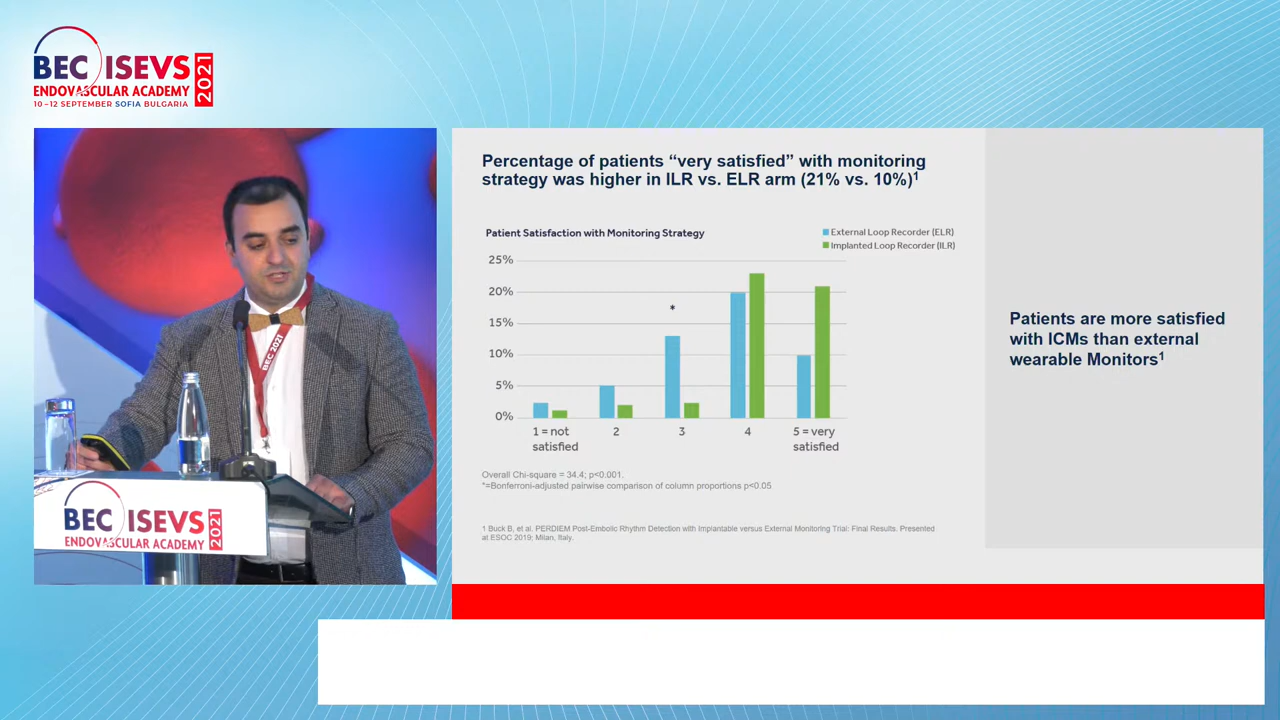 BEC ISEVS
2021
ENDOVASCULAR ACADEMY
10–12 SEPTEMBER SOFIA BULGARIA
BEC 2021
BEC ISEVS
2021
ENDOVASCULAR ACADEMY
Percentage of patients “very satisfied” with monitoring
strategy was higher in ILR vs. ELR arm (21% vs. 10%)1
Patient Satisfaction with Monitoring Strategy
External Loop Recorder (ELR)
Implanted Loop Recorder (ILR)
25%
20%
15%
10%
5%
0%
*
1 = not
satisfied
2
3
4
5 = very
satisfied
Overall Chi-square = 34.4; p<0.001.
*=Bonferroni-adjusted pairwise comparison of column proportions p<0.05
1 Buck B, et al. PERDIEM Post-Embolic Rhythm Detection with Implantable versus External Monitoring Trial: Final Results. Presented
at ESOC 2019; Milan, Italy.
Patients are more satisfied
with ICMs than external
wearable Monitors1